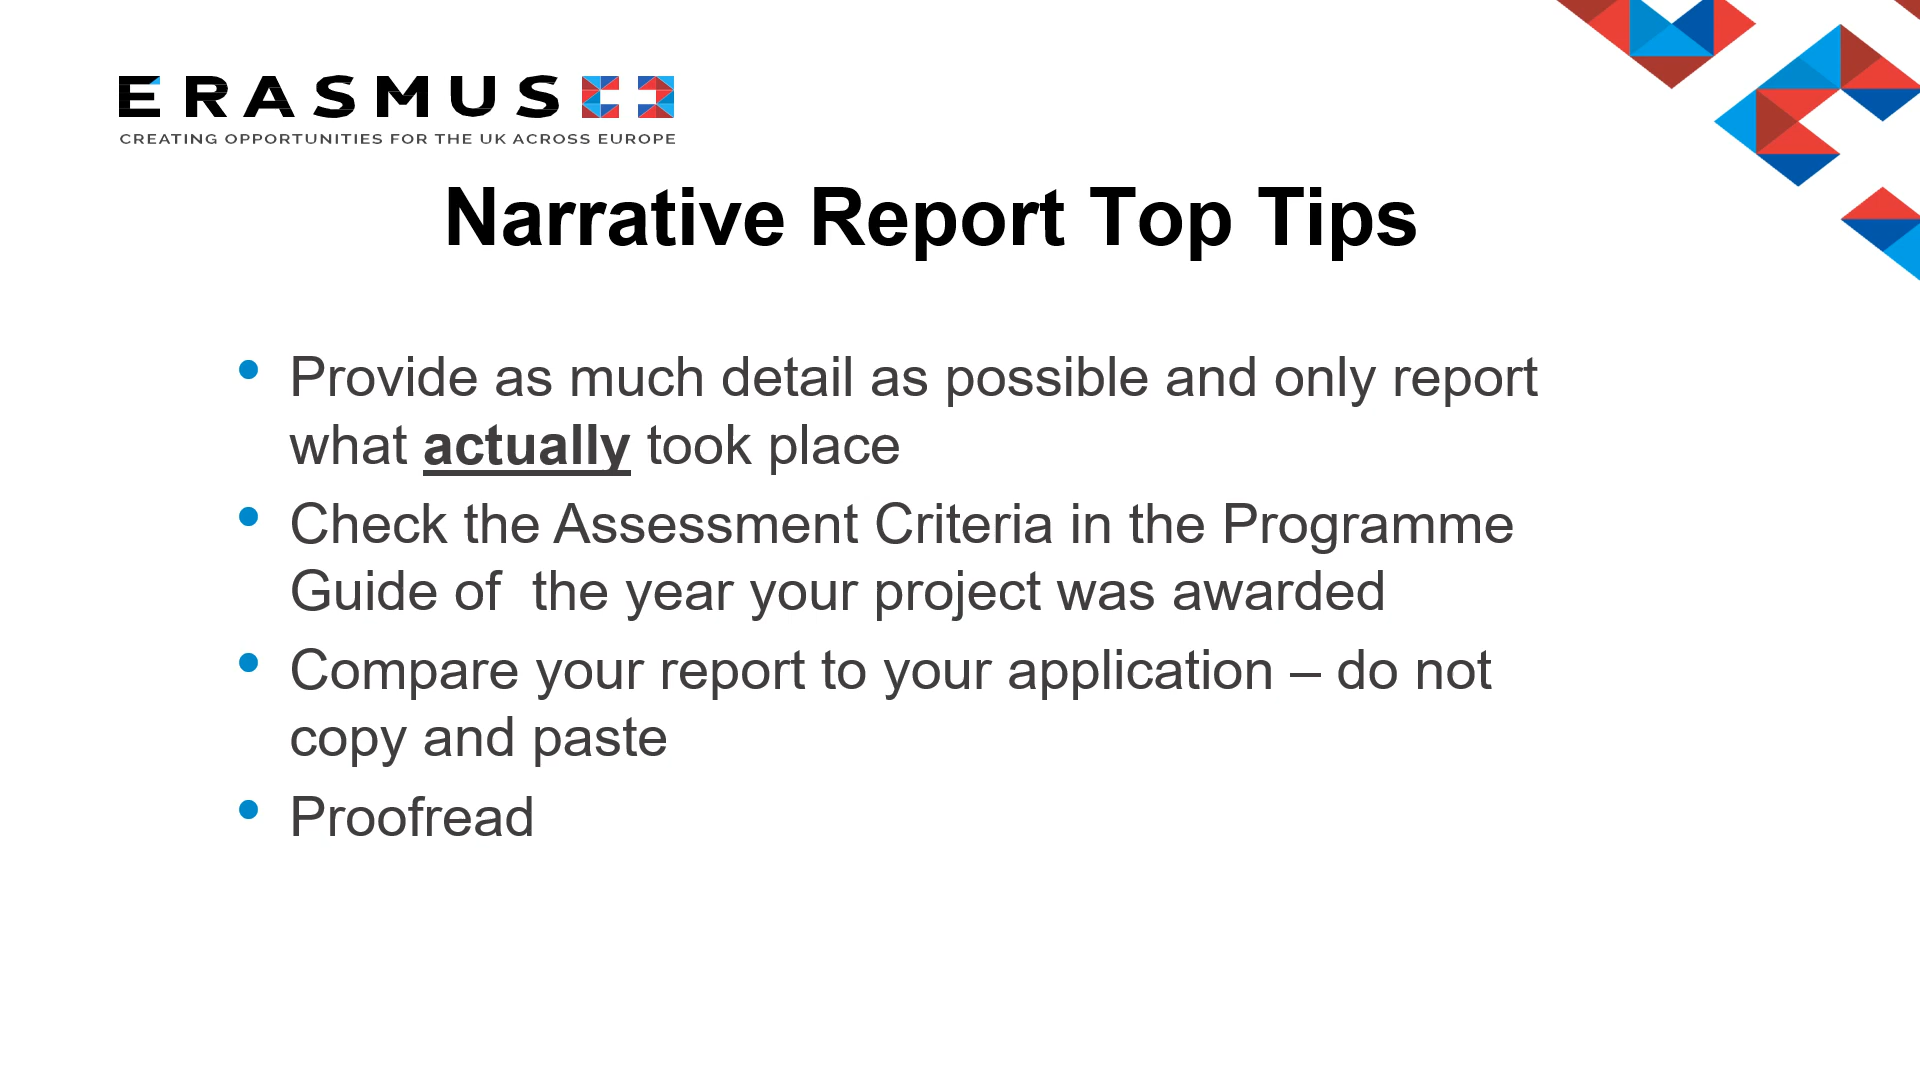 ERASMUS
CREATING OPPORTUNITIES FOR THE UK ACROSS EUROPE
Narrative Report Top Tips
• Provide as much detail as possible and only report
what actually took place
• Check the Assessment Criteria in the Programme
Guide of  the year your project was awarded
• Compare your report to your application – do not
copy and paste
• Proofread